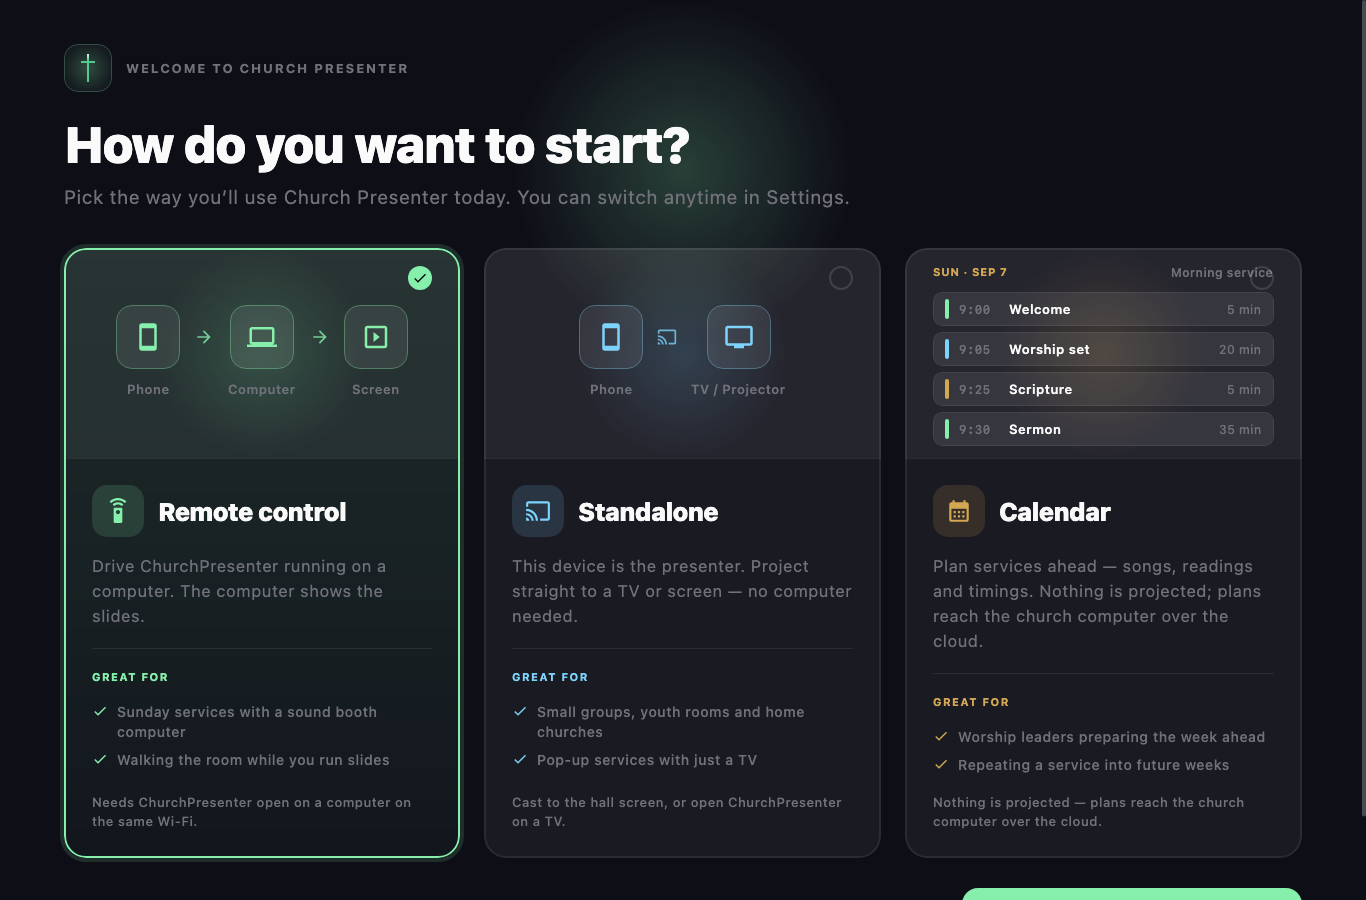 WELCOME TO CHURCH PRESENTER
How do you want to start?
Pick the way you’ll use Church Presenter today. You can switch anytime in Settings.
Phone
Computer
Screen
Remote control
Drive ChurchPresenter running on a
computer. The computer shows the
slides.
GREAT FOR
Sunday services with a sound booth
computer
Walking the room while you run slides
Needs ChurchPresenter open on a computer on
the same Wi-Fi.
Phone
TV / Projector
Standalone
This device is the presenter. Project
straight to a TV or screen — no computer
needed.
GREAT FOR
Small groups, youth rooms and home
churches
Pop-up services with just a TV
Cast to the hall screen, or open ChurchPresenter
on a TV.
SUN · SEP 7 Morning service
9:00 Welcome 5 min
9:05 Worship set 20 min
9:25 Scripture 5 min
9:30 Sermon 35 min
Calendar
Plan services ahead — songs, readings
and timings. Nothing is projected; plans
reach the church computer over the
cloud.
GREAT FOR
Worship leaders preparing the week ahead
Repeating a service into future weeks
Nothing is projected — plans reach the church
computer over the cloud.